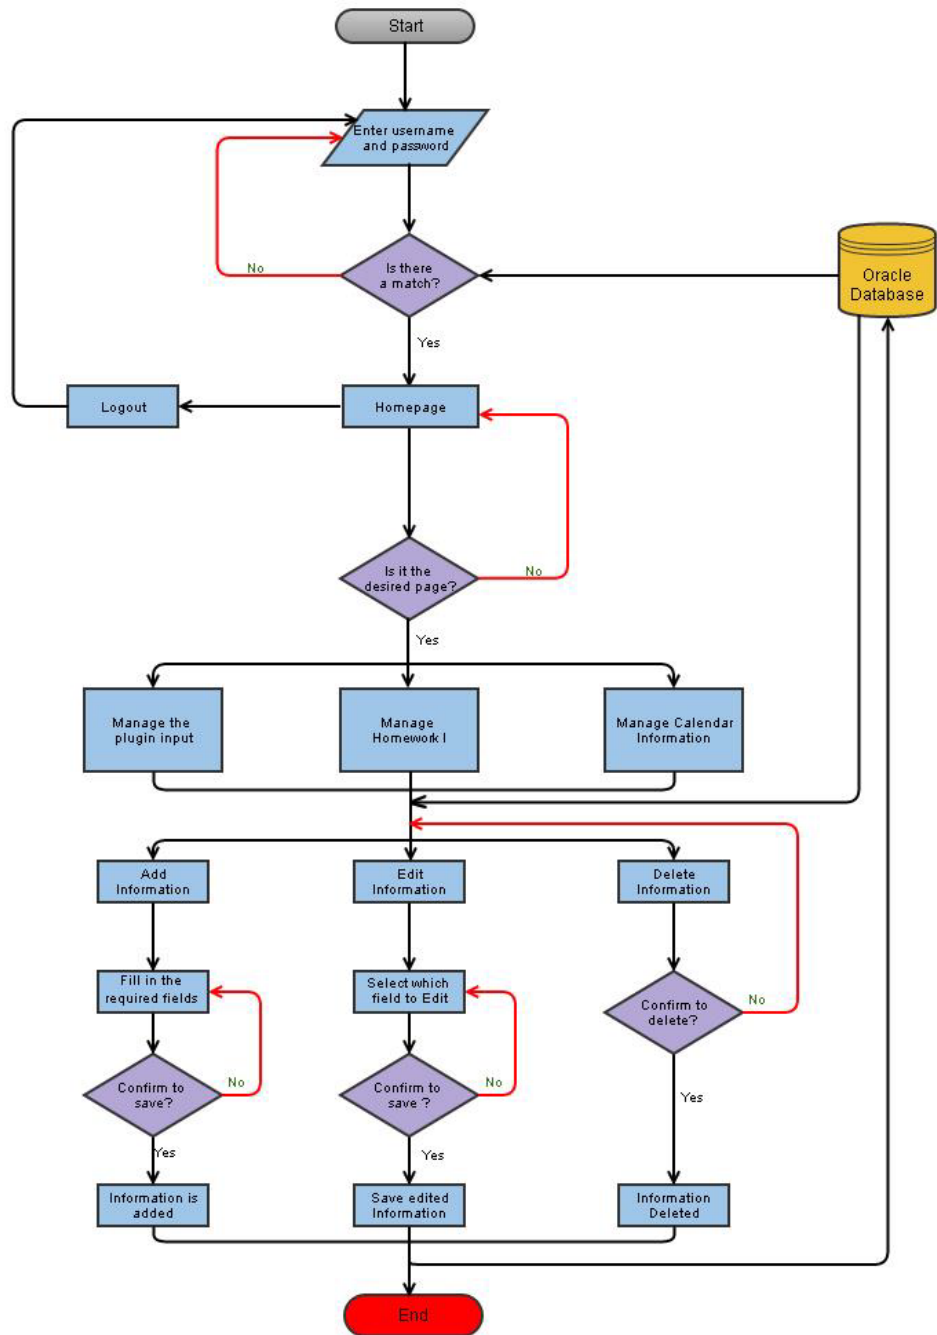 Start
Enter username
and password
Is there
a match?
No
Oracle
Database
Yes
Logout
Homepage
Is it the
desired page?
No
Yes
Manage the
plugin input
Manage
Homework I
Manage Calendar
Information
Add
Information
Edit
Information
Delete
Information
Fill in the
required fields
Select which
field to Edit
Confirm to
delete?
No
Confirm to
save?
No
Confirm to
save ?
No
Yes
Yes
Yes
Information is
added
Save edited
Information
Information
Deleted
End